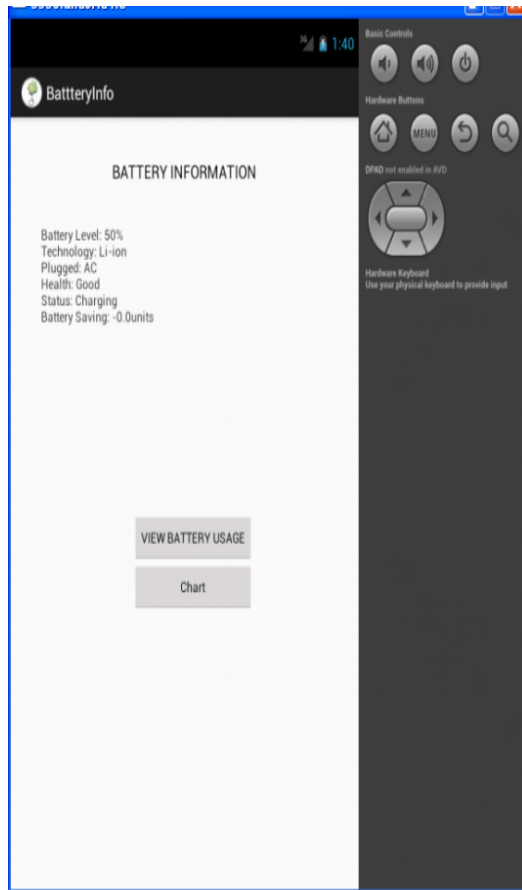 3G 1:40
BattteryInfo
BATTERY INFORMATION
Battery Level: 50%
Technology: Li-ion
Plugged: AC
Health: Good
Status: Charging
Battery Saving: -0.0units
VIEW BATTERY USAGE
Chart
Basic Controls
Hardware Buttons
MENU
DPAD not enabled in AVD
Hardware Keyboard
Use your physical keyboard to provide input